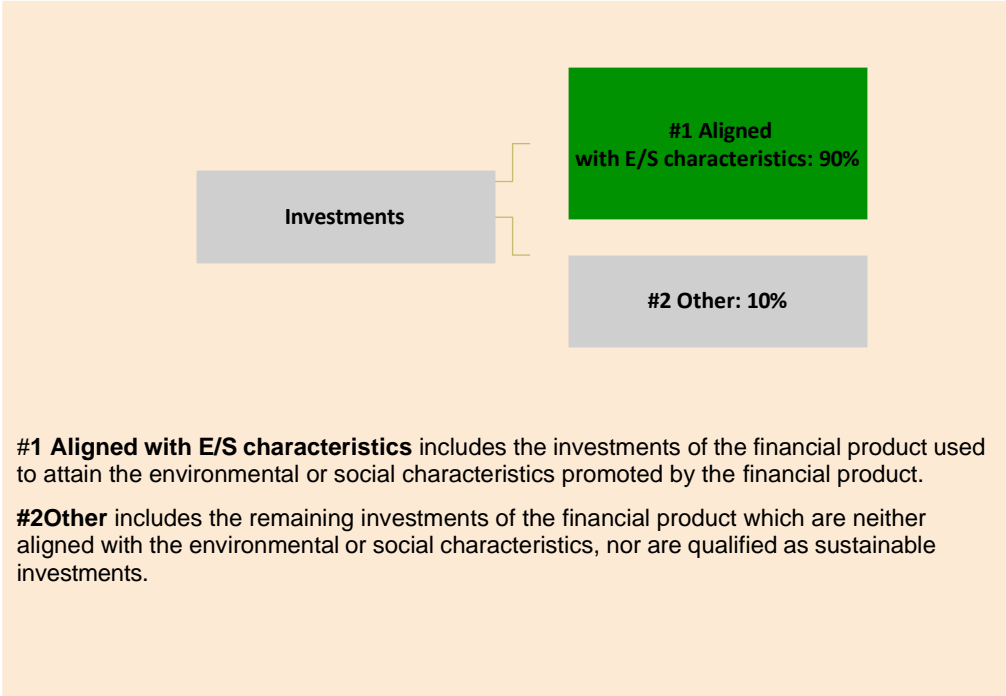 #1 Aligned
with E/S characteristics: 90%
Investments
#2 Other: 10%
#1 Aligned with E/S characteristics includes the investments of the financial product used
to attain the environmental or social characteristics promoted by the financial product.
#2Other includes the remaining investments of the financial product which are neither
aligned with the environmental or social characteristics, nor are qualified as sustainable
investments.